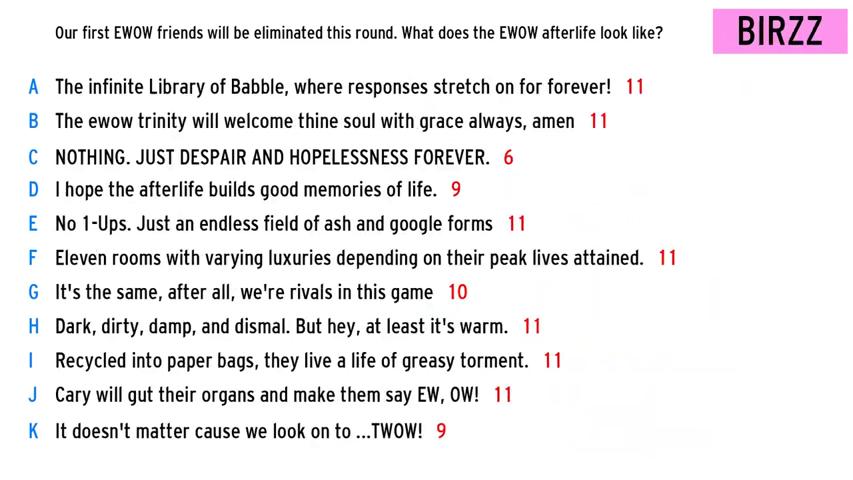 Our first EWOW friends will be eliminated this round. What does the EWOW afterlife look like?
BIRZZ
A The infinite Library of Babble, where responses stretch on for forever! 11
B The ewow trinity will welcome thine soul with grace always, amen 11
C NOTHING. JUST DESPAIR AND HOPELESSNESS FOREVER. 6
D I hope the afterlife builds good memories of life. 9
E No 1-Ups. Just an endless field of ash and google forms 11
F Eleven rooms with varying luxuries depending on their peak lives attained. 11
G It's the same, after all, we're rivals in this game 10
H Dark, dirty, damp, and dismal. But hey, at least it's warm. 11
I Recycled into paper bags, they live a life of greasy torment. 11
J Cary will gut their organs and make them say EW, OW! 11
K It doesn't matter cause we look on to ...TWOW! 9